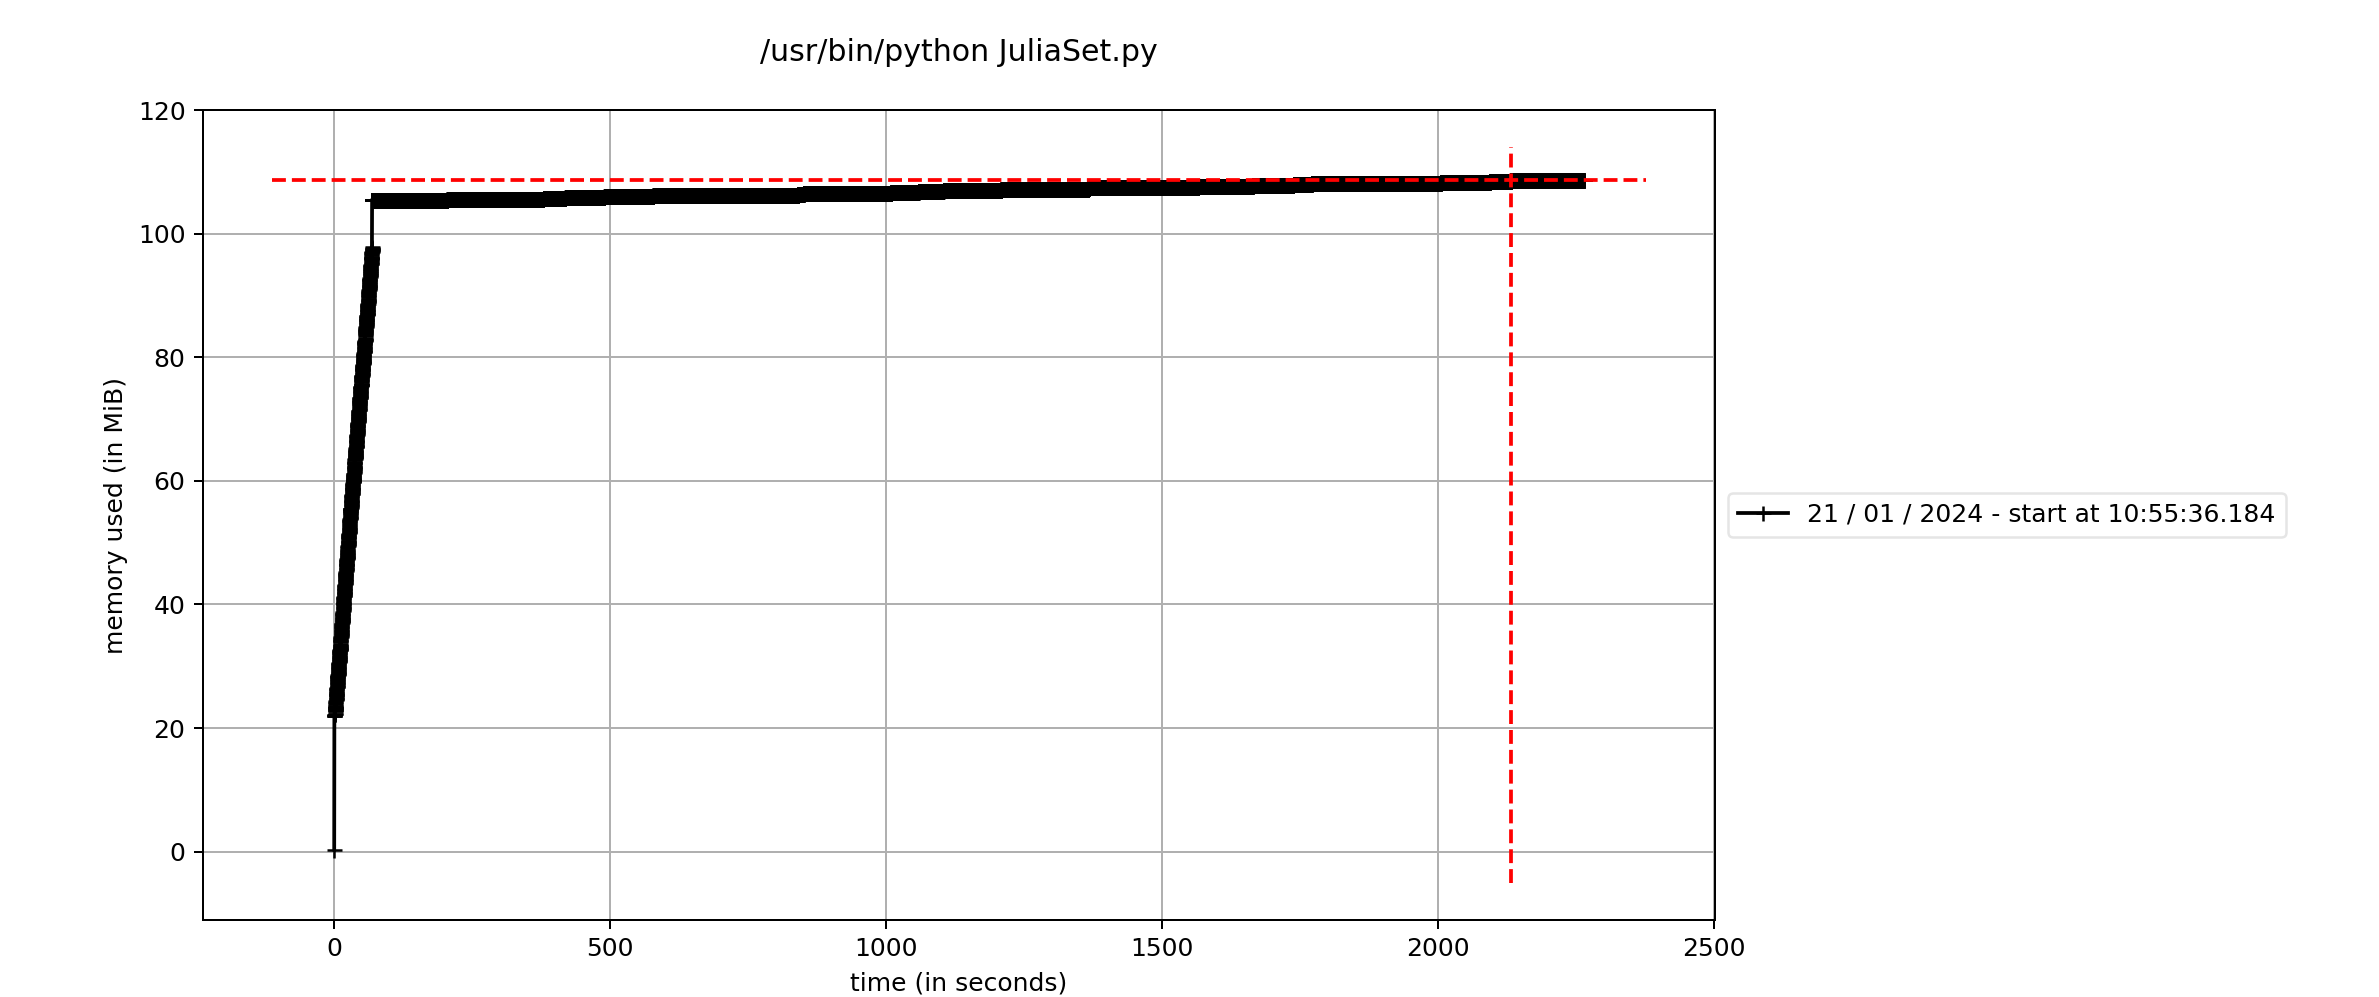 /usr/bin/python JuliaSet.py
120
100
80
60
40
20
0
memory used (in MiB)
0 500 1000 1500 2000 2500
time (in seconds)
21 / 01 / 2024 - start at 10:55:36.184